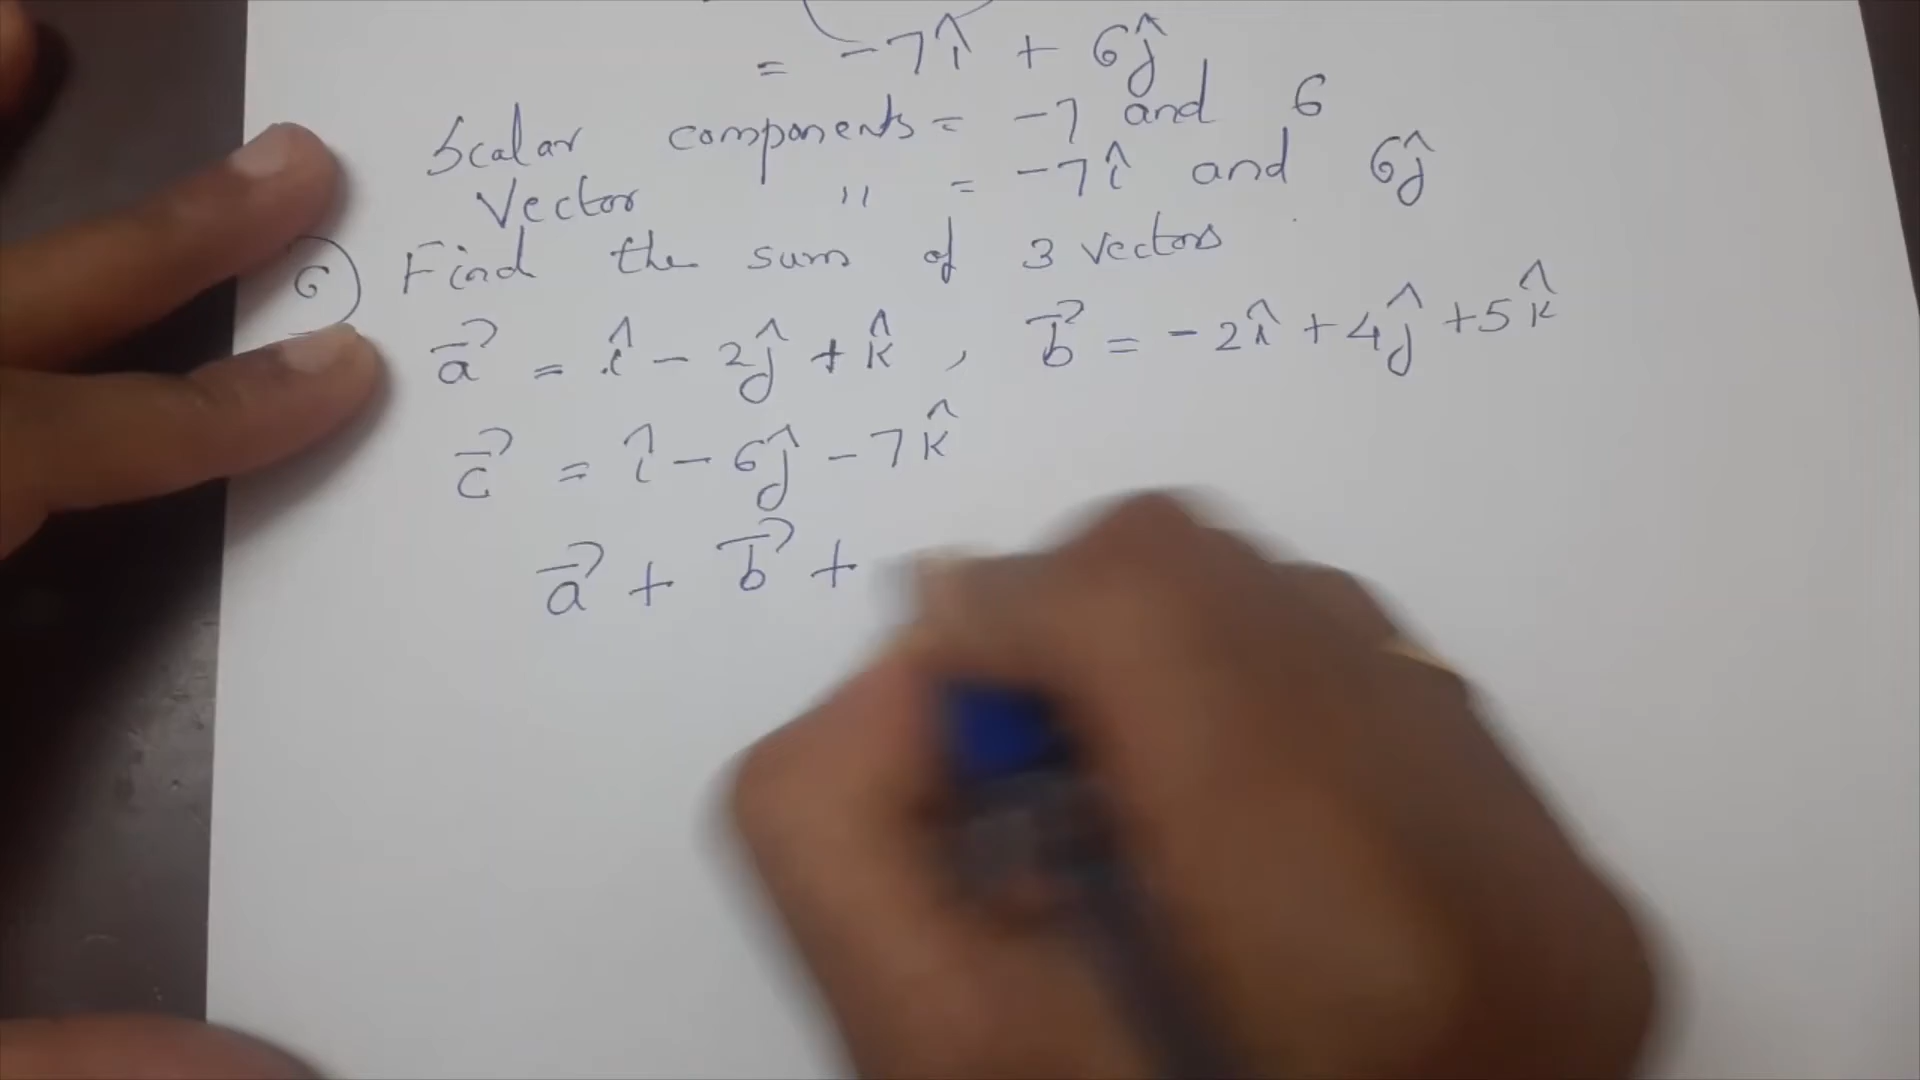 = -7î + 6ĵ
Scalar components = -7 and 6
Vector " = -7î and 6ĵ
6 Find the sum of 3 vectors
a⃗ = î - 2ĵ + k̂ , b⃗ = -2î + 4ĵ + 5k̂
c⃗ = î - 6ĵ - 7k̂
a⃗ + b⃗ +